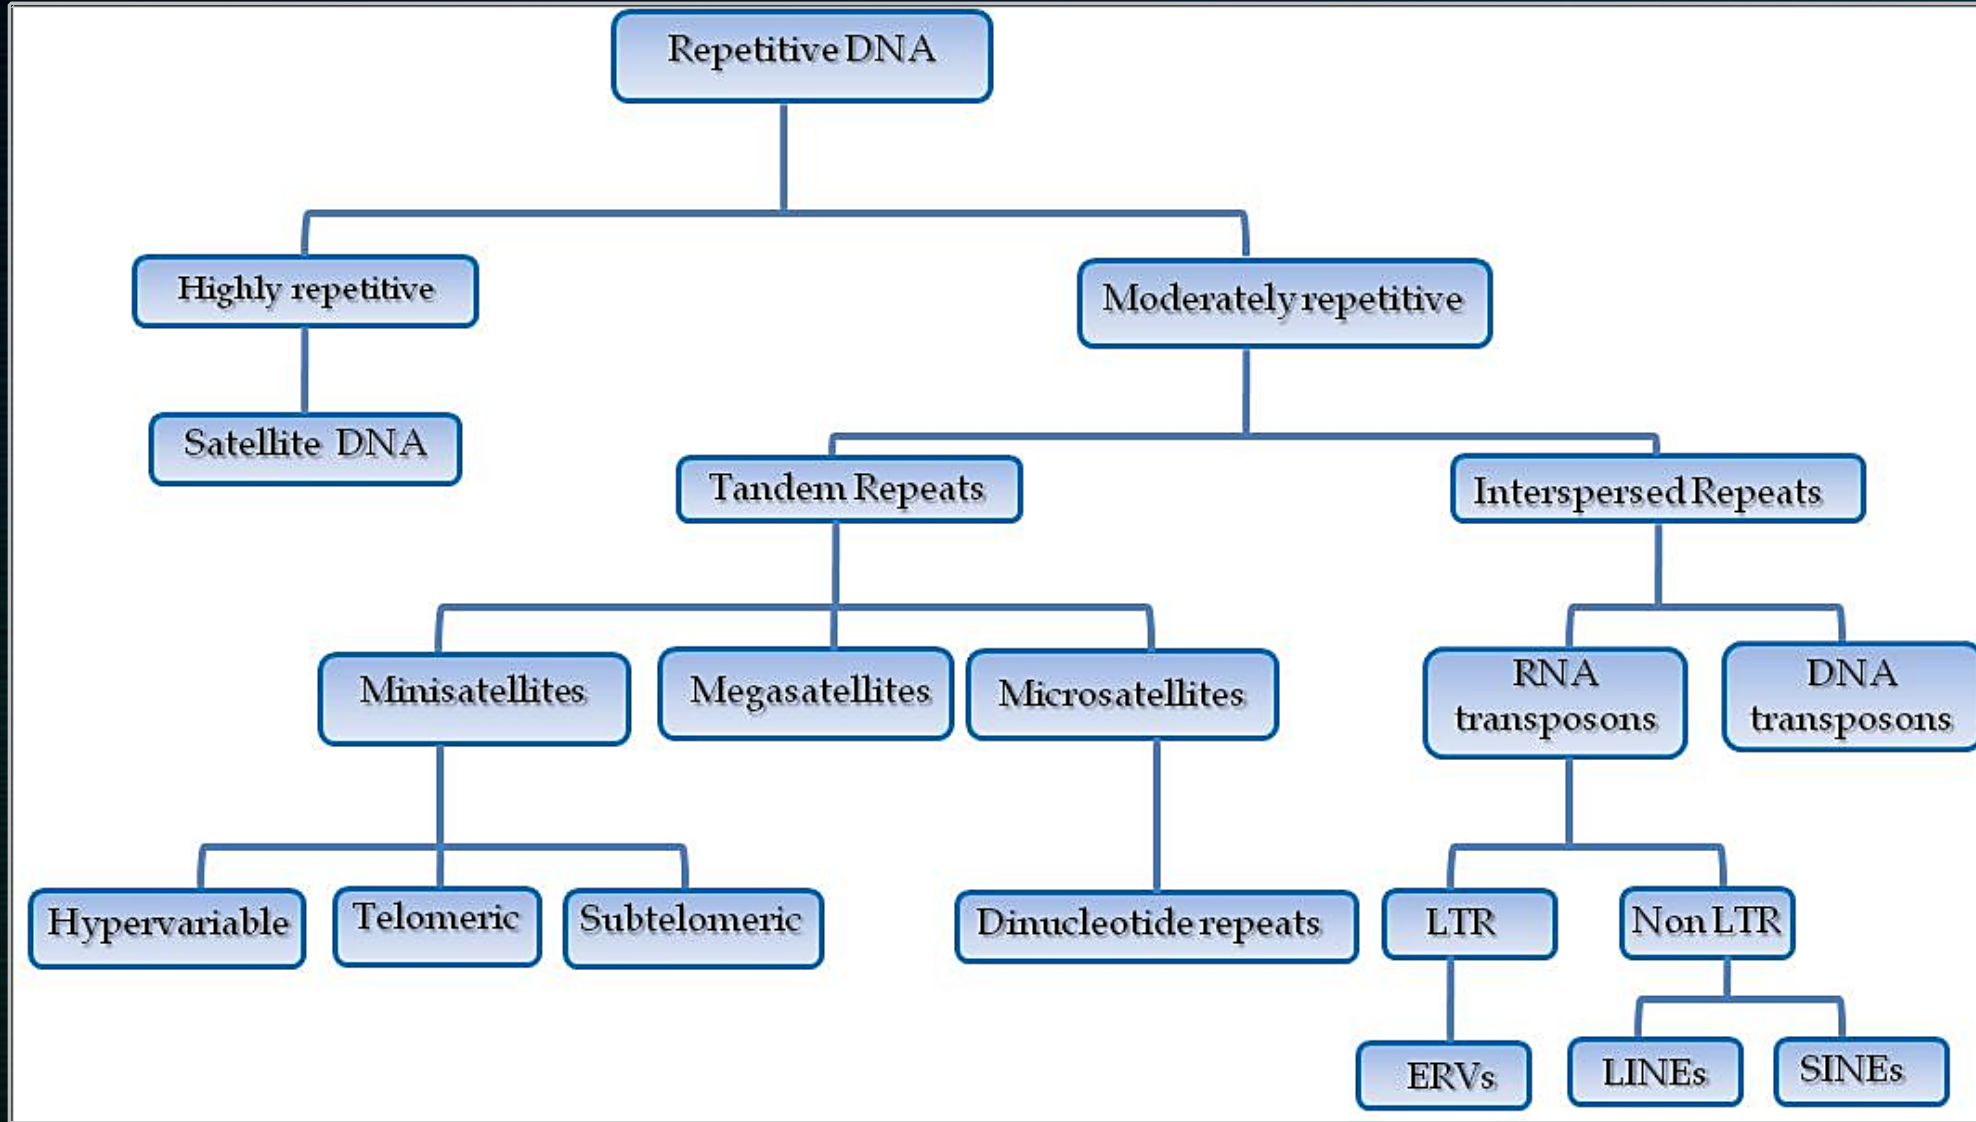 Repetitive DNA
Highly repetitive
Moderately repetitive
Satellite DNA
Tandem Repeats
Interspersed Repeats
Minisatellites
Megasatellites
Microsatellites
RNA
transposons
DNA
transposons
Hypervariable
Telomeric
Subtelomeric
Dinucleotide repeats
LTR
Non LTR
ERVs
LINEs
SINEs